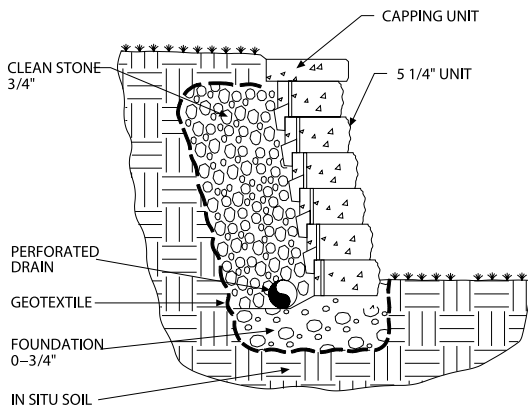 CAPPING UNIT
CLEAN STONE
3/4"
5 1/4" UNIT
PERFORATED
DRAIN
GEOTEXTILE
FOUNDATION
0–3/4"
IN SITU SOIL